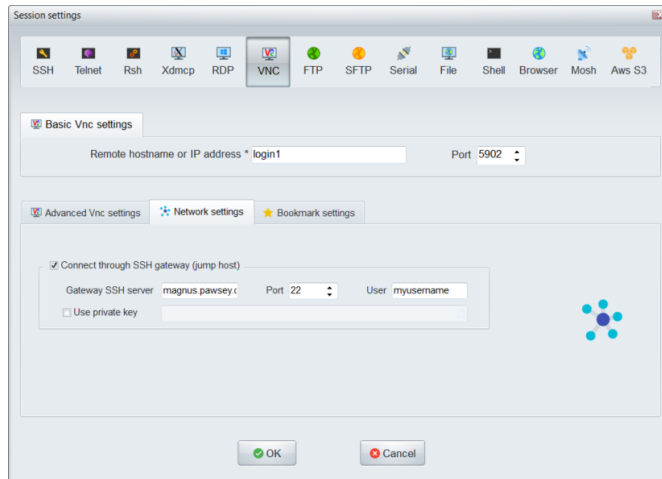 Session settings
SSH Telnet Rsh Xdmcp RDP VNC FTP SFTP Serial File Shell Browser Mosh Aws S3
Basic Vnc settings
Remote hostname or IP address * login1 Port 5902
Advanced Vnc settings Network settings Bookmark settings
Connect through SSH gateway (jump host)
Gateway SSH server magnus.pawsey.c Port 22 User myusername
Use private key
OK Cancel